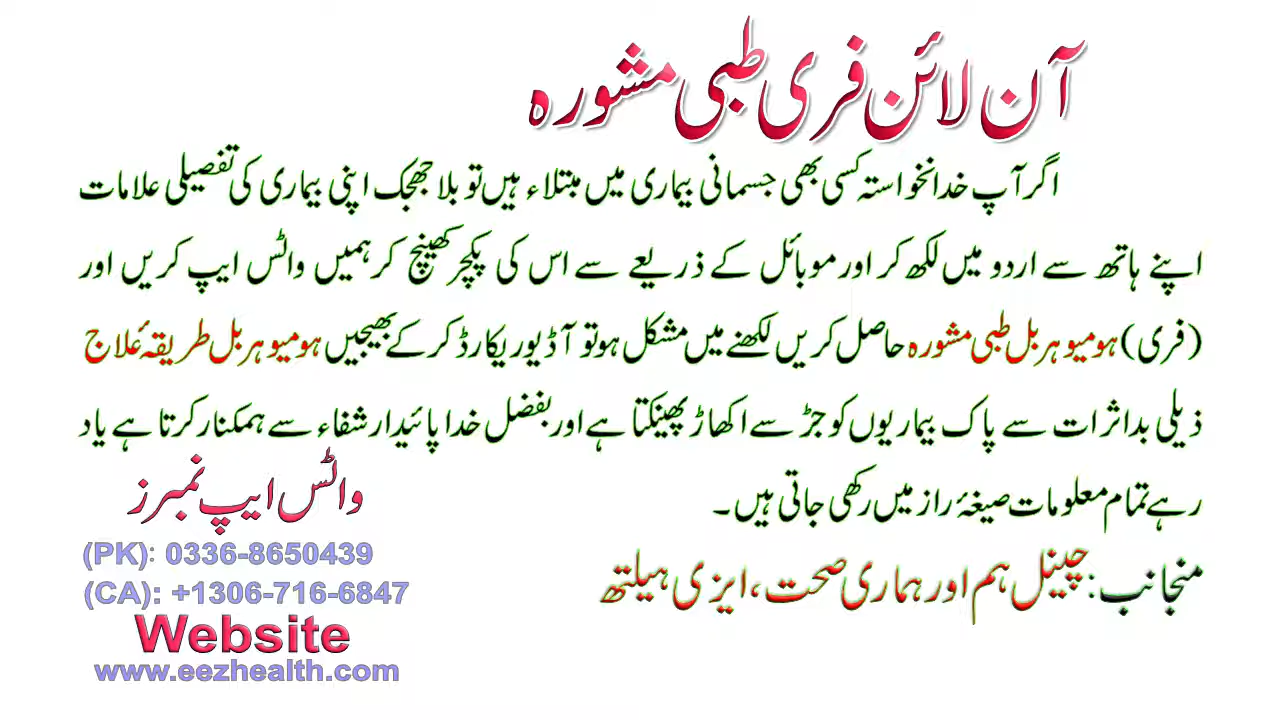 آن لائن فری طبی مشورہ
اگر آپ خدانخواستہ کسی بھی جسمانی بیماری میں مبتلاء ہیں تو بلا جھجک اپنی بیماری کی تفصیلی علامات
اپنے ہاتھ سے اردو میں لکھ کر اور موبائل کے ذریعے سے اس کی پکچر کھینچ کر ہمیں واٹس ایپ کریں اور
(فری) ہومیو ہربل طبی مشورہ حاصل کریں لکھنے میں مشکل ہو تو آڈیو ریکارڈ کر کے بھیجیں ہومیو ہربل طریقۂ علاج
ذیلی بد اثرات سے پاک بیماریوں کو جڑ سے اکھاڑ پھینکتا ہے اور بفضل خدا پائیدار شفاء سے ہمکنار کرتا ہے یاد
رہے تمام معلومات صیغۂ راز میں رکھی جاتی ہیں۔
منجانب: چینل ہم اور ہماری صحت، ایزی ہیلتھ
واٹس ایپ نمبرز
(PK): 0336-8650439
(CA): +1306-716-6847
Website
www.eezhealth.com